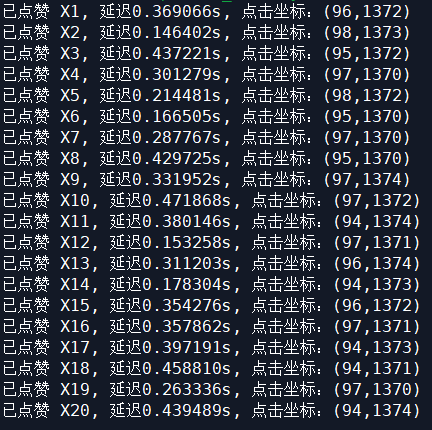 已点赞 X1, 延迟0.369066s, 点击坐标: (96,1372)
已点赞 X2, 延迟0.146402s, 点击坐标: (98,1373)
已点赞 X3, 延迟0.437221s, 点击坐标: (95,1372)
已点赞 X4, 延迟0.301279s, 点击坐标: (97,1370)
已点赞 X5, 延迟0.214481s, 点击坐标: (98,1372)
已点赞 X6, 延迟0.166505s, 点击坐标: (95,1370)
已点赞 X7, 延迟0.287767s, 点击坐标: (97,1370)
已点赞 X8, 延迟0.429725s, 点击坐标: (95,1370)
已点赞 X9, 延迟0.331952s, 点击坐标: (97,1374)
已点赞 X10, 延迟0.471868s, 点击坐标: (97,1372)
已点赞 X11, 延迟0.380146s, 点击坐标: (94,1374)
已点赞 X12, 延迟0.153258s, 点击坐标: (97,1371)
已点赞 X13, 延迟0.311203s, 点击坐标: (96,1374)
已点赞 X14, 延迟0.178304s, 点击坐标: (94,1373)
已点赞 X15, 延迟0.354276s, 点击坐标: (96,1372)
已点赞 X16, 延迟0.357862s, 点击坐标: (97,1371)
已点赞 X17, 延迟0.397191s, 点击坐标: (94,1373)
已点赞 X18, 延迟0.458810s, 点击坐标: (94,1371)
已点赞 X19, 延迟0.263336s, 点击坐标: (97,1370)
已点赞 X20, 延迟0.439489s, 点击坐标: (94,1374)